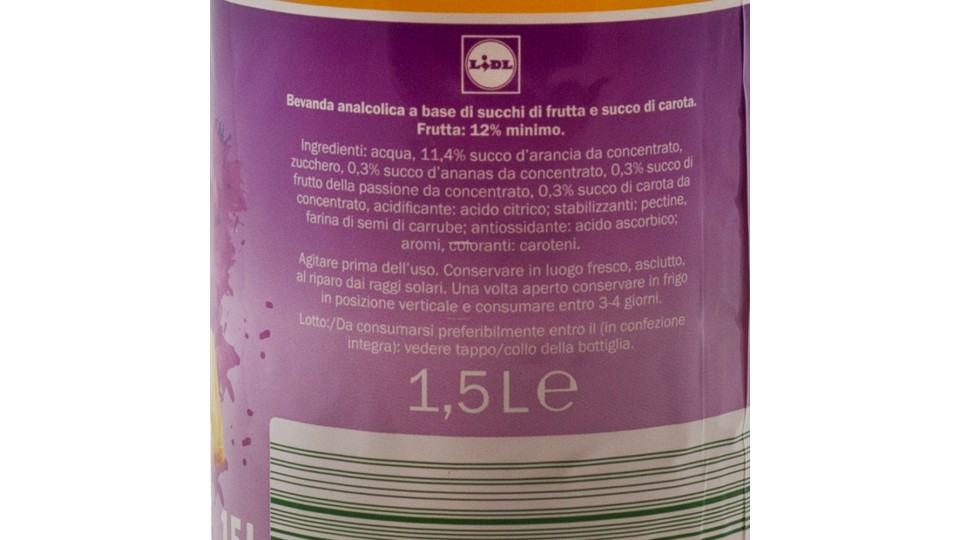 LIDL
Bevanda analcolica a base di succhi di frutta e succo di carota.
Frutta: 12% minimo.
Ingredienti: acqua, 11,4% succo d'arancia da concentrato,
zucchero, 0,3% succo d'ananas da concentrato, 0,3% succo di
frutto della passione da concentrato, 0,3% succo di carota da
concentrato, acidificante: acido citrico; stabilizzanti: pectine,
farina di semi di carrube; antiossidante: acido ascorbico;
aromi, coloranti: caroteni.
Agitare prima dell'uso. Conservare in luogo fresco, asciutto,
al riparo dai raggi solari. Una volta aperto conservare in frigo
in posizione verticale e consumare entro 3-4 giorni.
Lotto:/Da consumarsi preferibilmente entro il (in confezione
integra): vedere tappo/collo della bottiglia.
1,5 L e